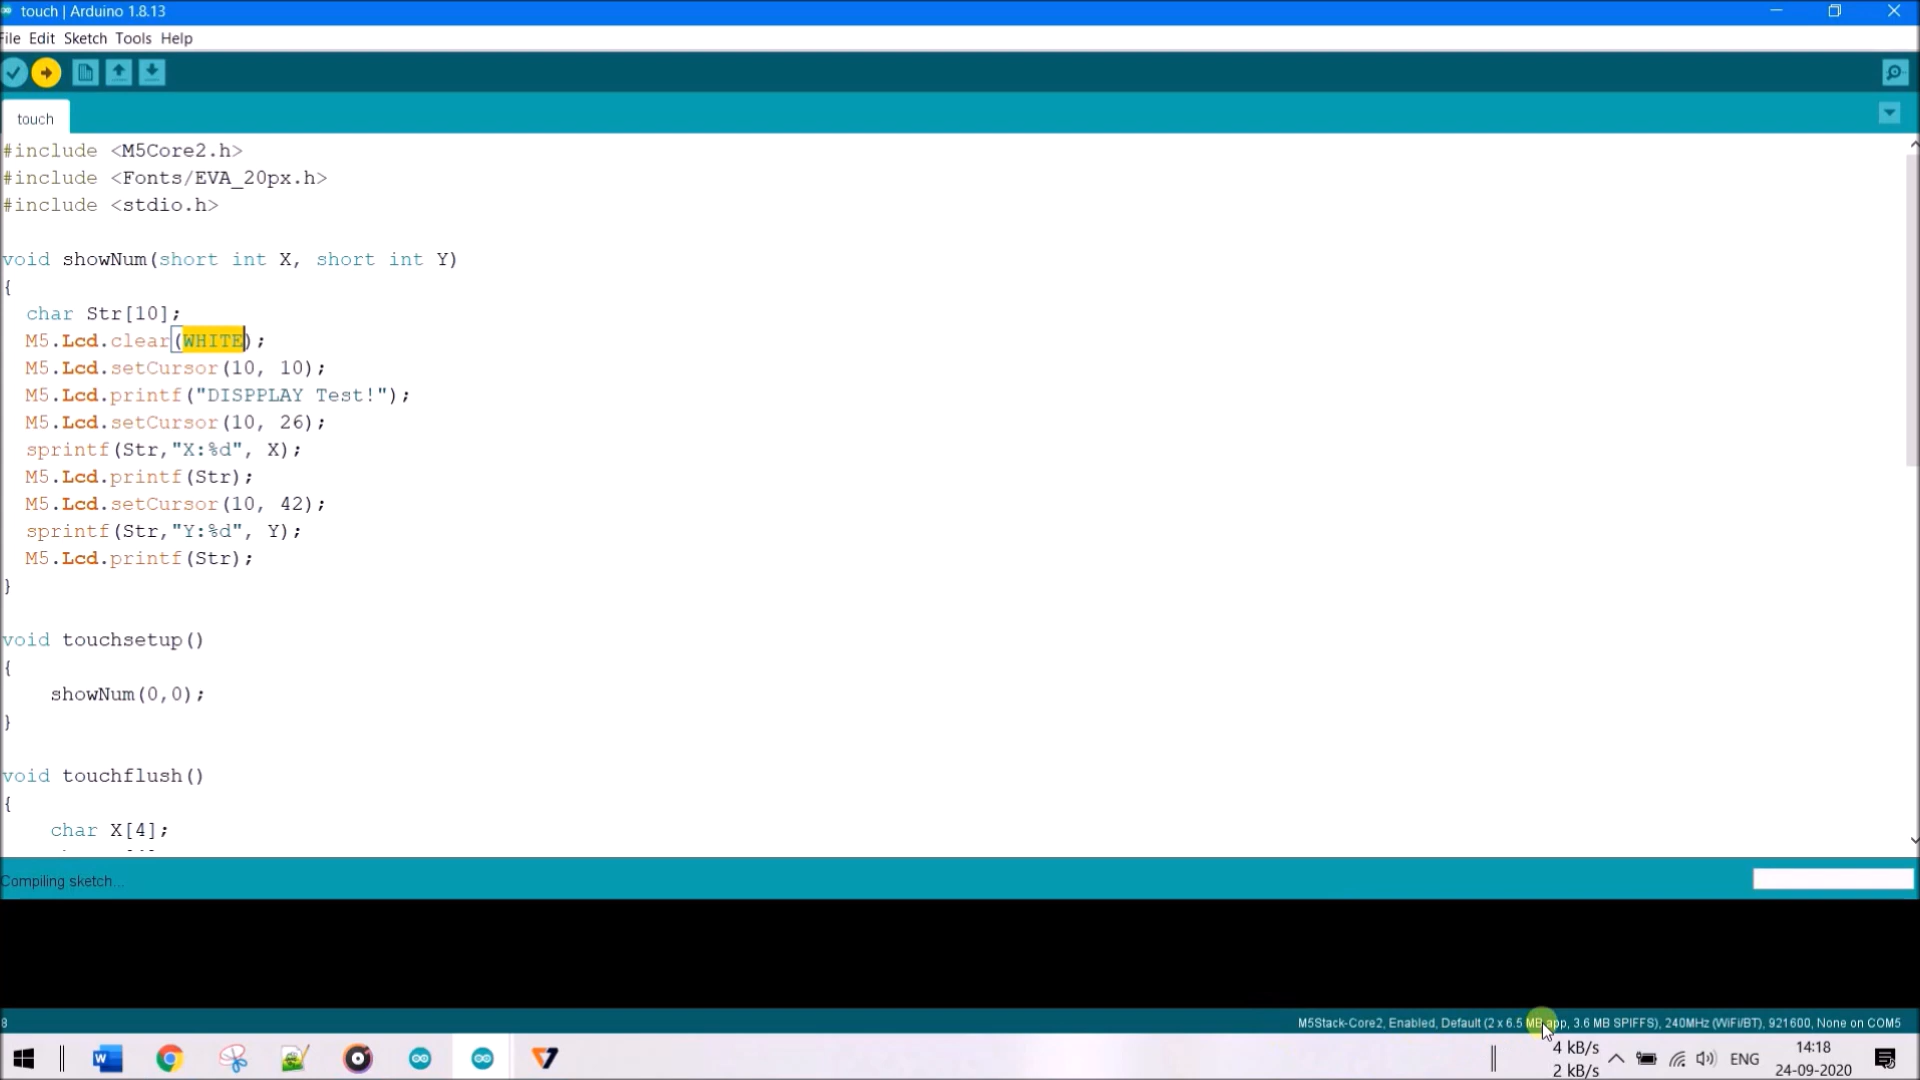 touch | Arduino 1.8.13
File Edit Sketch Tools Help
touch
#include <M5Core2.h>
#include <Fonts/EVA_20px.h>
#include <stdio.h>
void showNum(short int X, short int Y)
{
char Str[10];
M5.Lcd.clear(WHITE);
M5.Lcd.setCursor(10, 10);
M5.Lcd.printf("DISPPLAY Test!");
M5.Lcd.setCursor(10, 26);
sprintf(Str,"X:%d", X);
M5.Lcd.printf(Str);
M5.Lcd.setCursor(10, 42);
sprintf(Str,"Y:%d", Y);
M5.Lcd.printf(Str);
}
void touchsetup()
{
showNum(0,0);
}
void touchflush()
{
char X[4];
Compiling sketch...
8 M5Stack-Core2, Enabled, Default (2 x 6.5 MB app, 3.6 MB SPIFFS), 240MHz (WiFi/BT), 921600, None on COM5
4 kB/s
2 kB/s
ENG
14:18
24-09-2020